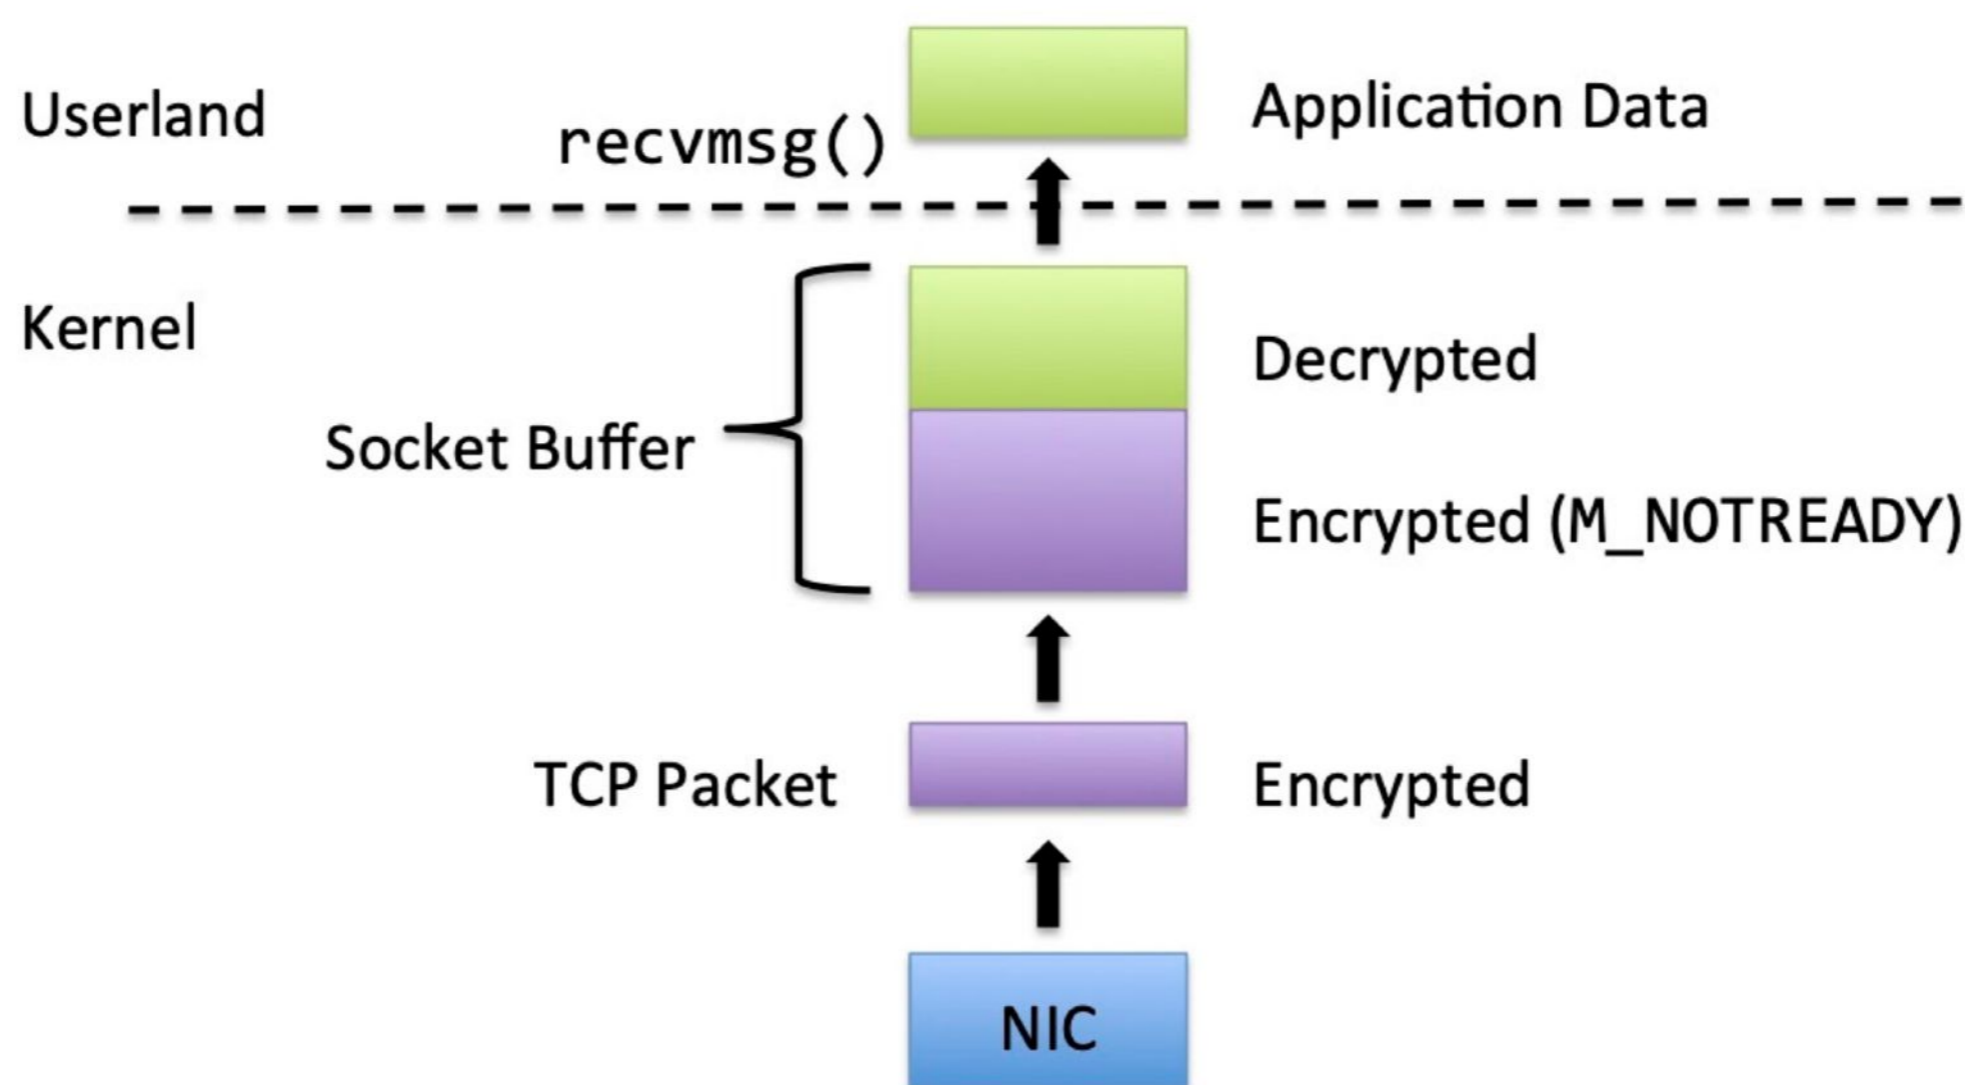 Userland
recvmsg()
Application Data
Kernel
Decrypted
Socket Buffer
Encrypted (M_NOTREADY)
TCP Packet
Encrypted
NIC